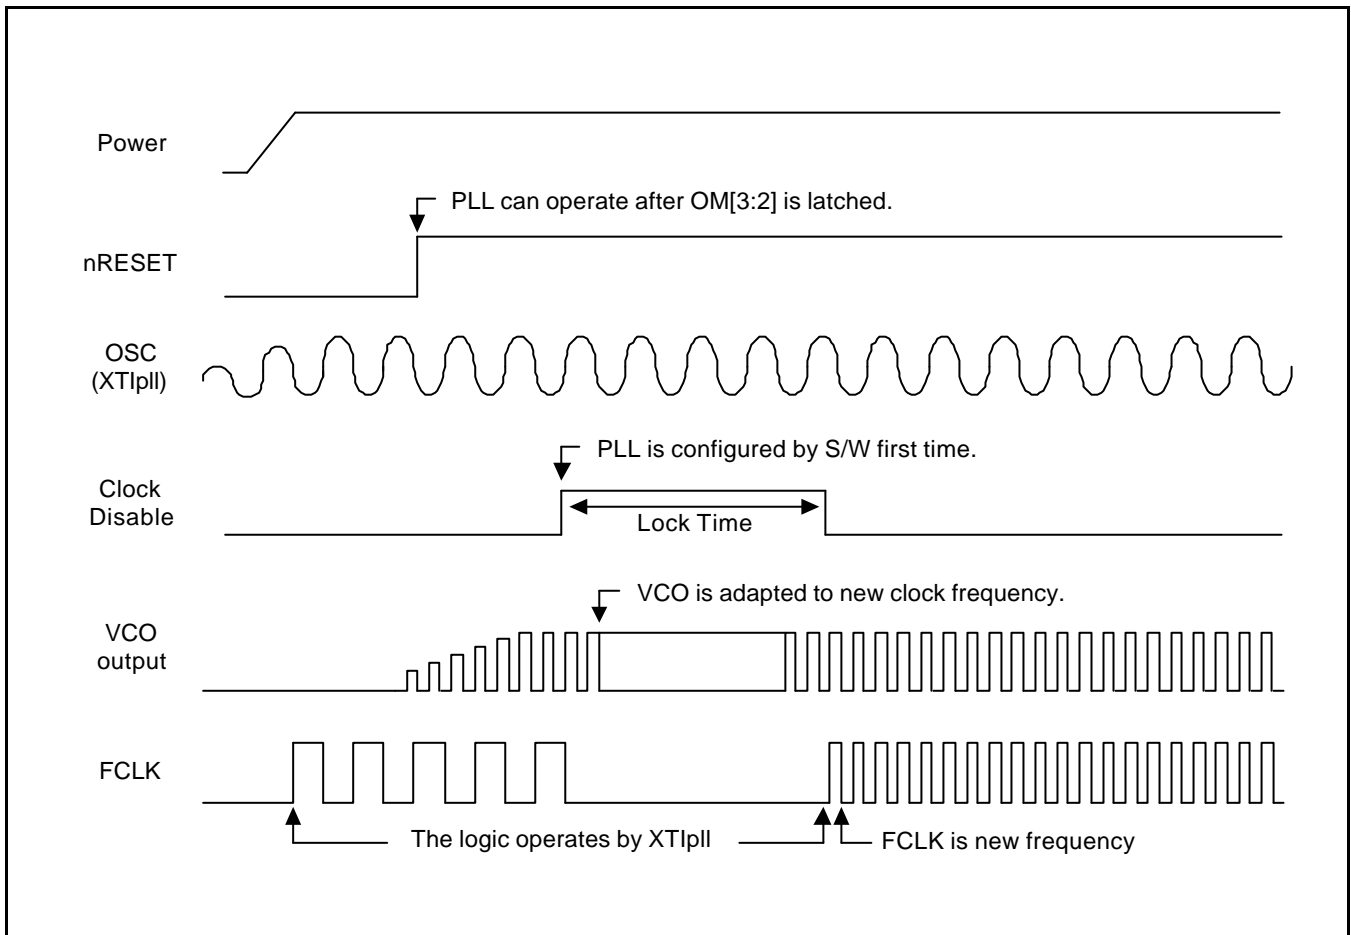 Power
PLL can operate after OM[3:2] is latched.
nRESET
OSC
(XTIpll)
PLL is configured by S/W first time.
Clock
Disable
Lock Time
VCO is adapted to new clock frequency.
VCO
output
FCLK
The logic operates by XTIpll
FCLK is new frequency